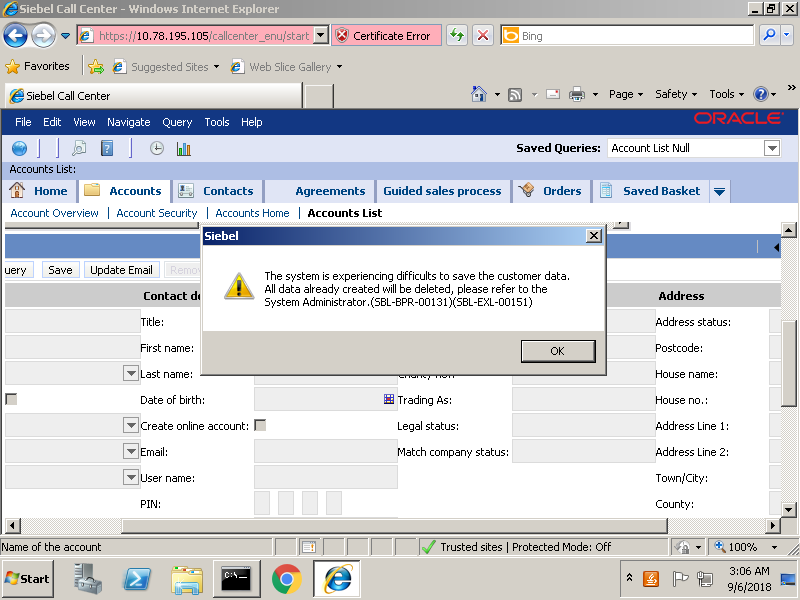 Siebel Call Center - Windows Internet Explorer
https://10.78.195.105/callcenter_enu/start
Certificate Error
Bing
Favorites
Suggested Sites
Web Slice Gallery
Siebel Call Center
Page
Safety
Tools
»
File Edit View Navigate Query Tools Help
ORACLE
Saved Queries:
Account List Null
Accounts List:
Home
Accounts
Contacts
Agreements
Guided sales process
Orders
Saved Basket
Account Overview | Account Security | Accounts Home | Accounts List
Siebel
The system is experiencing difficults to save the customer data.
All data already created will be deleted, please refer to the
System Administrator.(SBL-BPR-00131)(SBL-EXL-00151)
OK
uery
Save
Update Email
Remo
Contact de
Address
Title:
Address status:
First name:
Postcode:
Last name:
House name:
Date of birth:
Trading As:
House no.:
Create online account:
Legal status:
Address Line 1:
Email:
Match company status:
Address Line 2:
User name:
Town/City:
PIN:
County:
Name of the account
Trusted sites | Protected Mode: Off
100%
Start
3:06 AM
9/6/2018